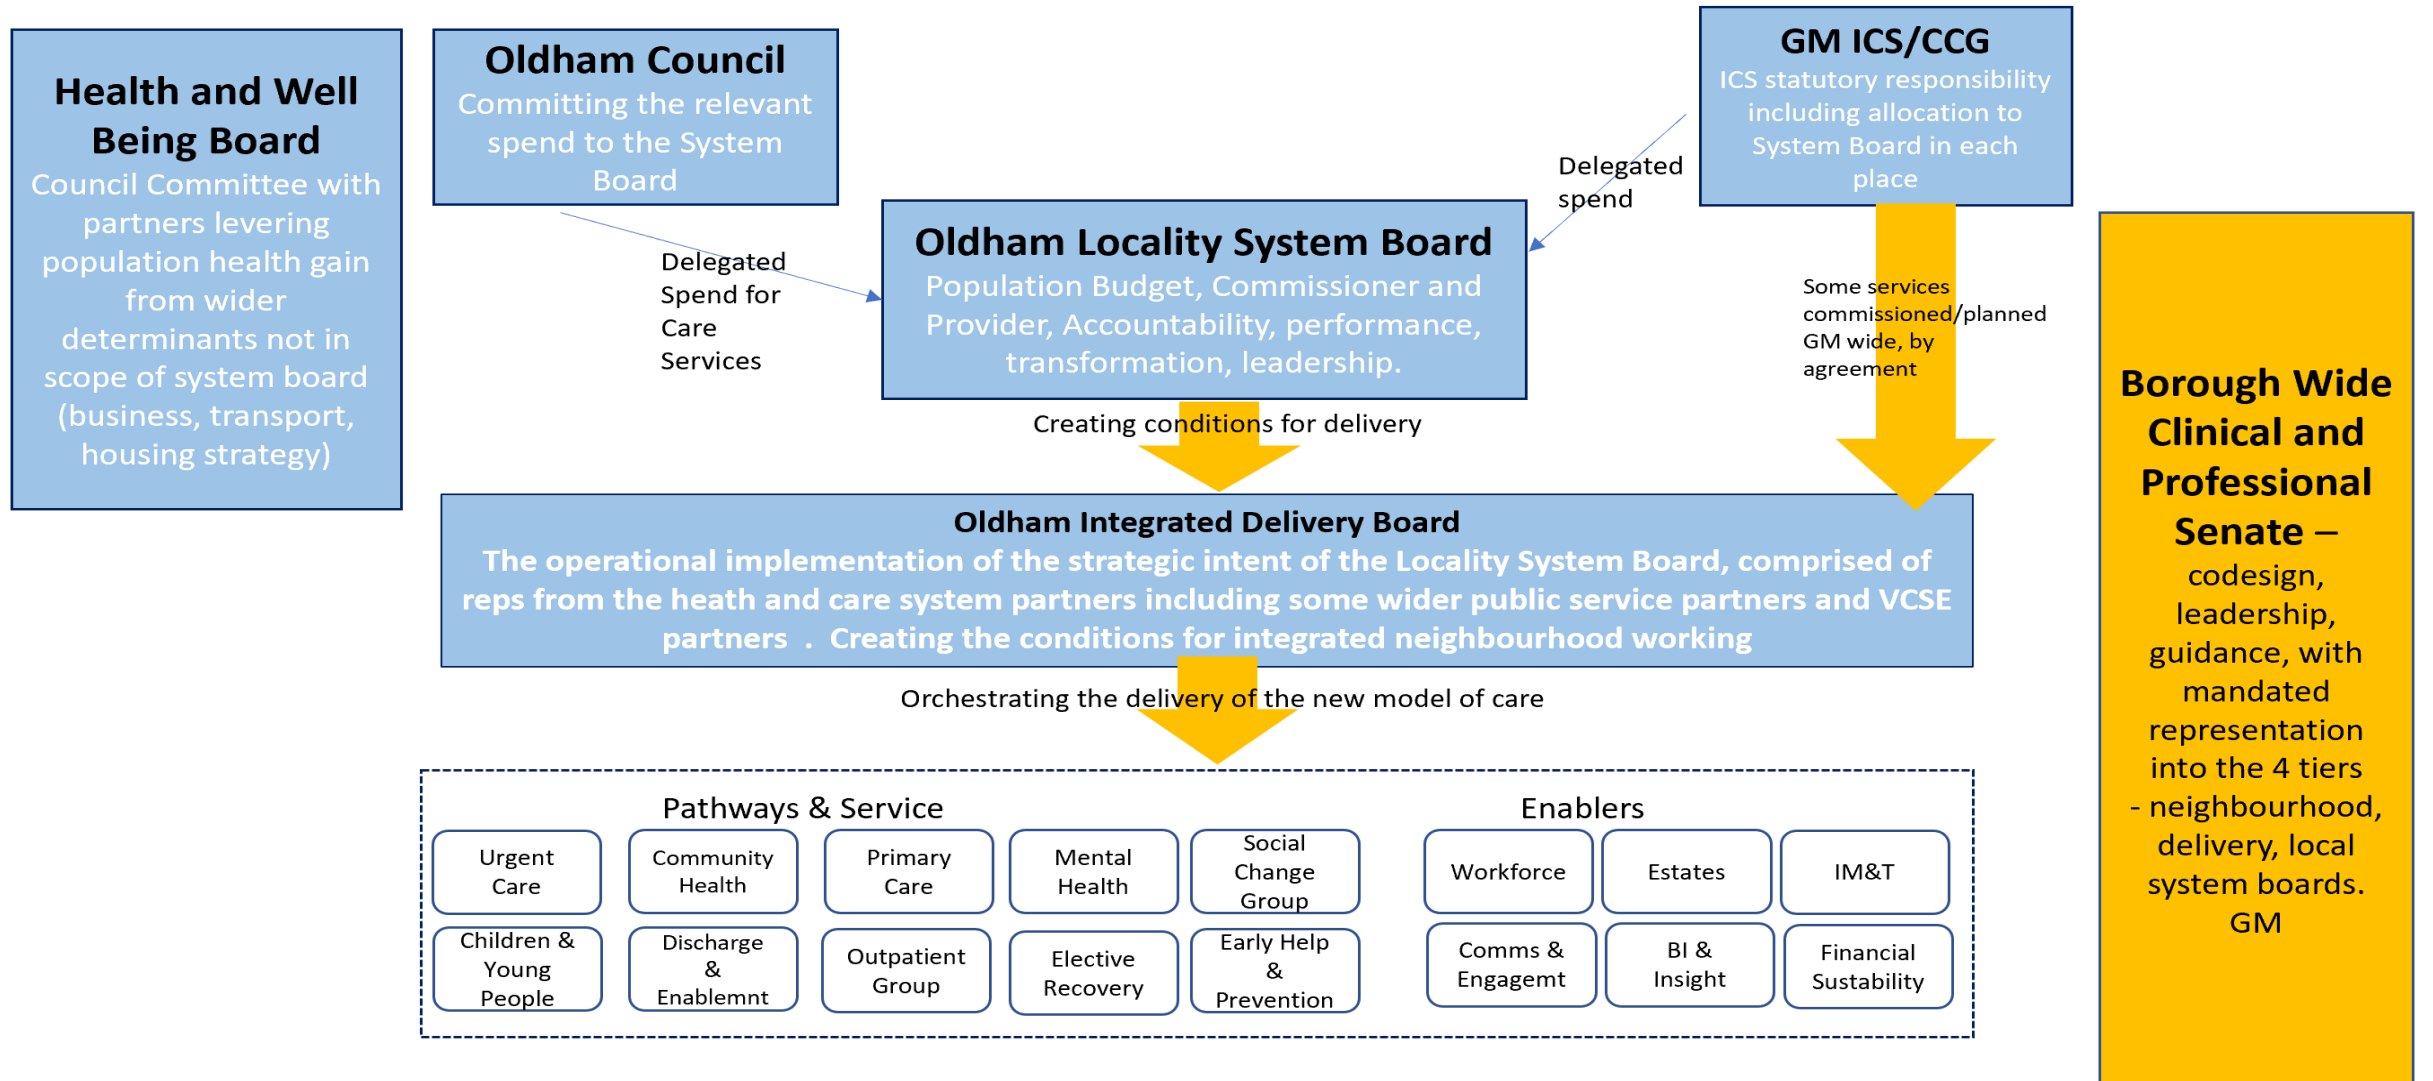 Health and Well
Being Board
Council Committee with
partners levering
population health gain
from wider
determinants not in
scope of system board
(business, transport,
housing strategy)
Oldham Council
Committing the relevant
spend to the System
Board
GM ICS/CCG
ICS statutory responsibility
including allocation to
System Board in each
place
Delegated
Spend for
Care
Services
Oldham Locality System Board
Population Budget, Commissioner and
Provider, Accountability, performance,
transformation, leadership.
Delegated
spend
Some services
commissioned/planned
GM wide, by
agreement
Creating conditions for delivery
Oldham Integrated Delivery Board
The operational implementation of the strategic intent of the Locality System Board, comprised of
reps from the heath and care system partners including some wider public service partners and VCSE
partners . Creating the conditions for integrated neighbourhood working
Orchestrating the delivery of the new model of care
Pathways & Service
Urgent
Care
Community
Health
Primary
Care
Mental
Health
Social
Change
Group
Children &
Young
People
Discharge
&
Enablemnt
Outpatient
Group
Elective
Recovery
Early Help
&
Prevention
Enablers
Workforce
Estates
IM&T
Comms &
Engagemt
BI &
Insight
Financial
Sustability
Borough Wide
Clinical and
Professional
Senate –
codesign,
leadership,
guidance, with
mandated
representation
into the 4 tiers
- neighbourhood,
delivery, local
system boards.
GM